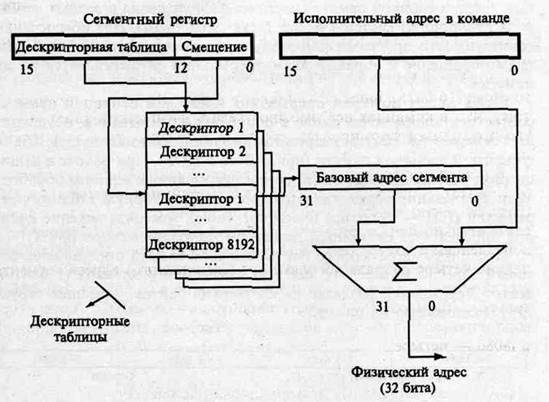 Сегментный регистр
Исполнительный адрес в команде
Дескрипторная таблица
Смещение
15
12
0
15
0
Дескриптор 1
Дескриптор 2
...
Дескриптор i
...
Дескриптор 8192
...
Базовый адрес сегмента
31
0
Σ
31
0
Дескрипторные
таблицы
Физический адрес
(32 бита)